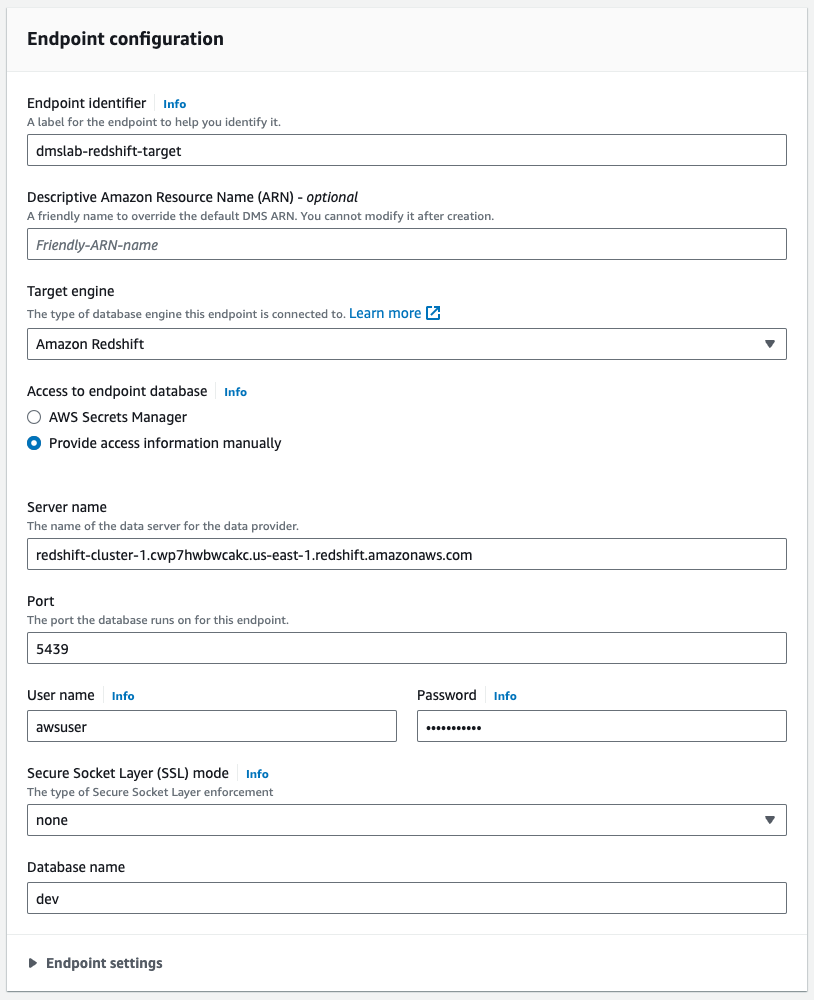 Endpoint configuration
Endpoint identifier Info
A label for the endpoint to help you identify it.
dmslab-redshift-target
Descriptive Amazon Resource Name (ARN) - optional
A friendly name to override the default DMS ARN. You cannot modify it after creation.
Friendly-ARN-name
Target engine
The type of database engine this endpoint is connected to. Learn more
Amazon Redshift
Access to endpoint database Info
AWS Secrets Manager
Provide access information manually
Server name
The name of the data server for the data provider.
redshift-cluster-1.cwp7hwbwcakc.us-east-1.redshift.amazonaws.com
Port
The port the database runs on for this endpoint.
5439
User name Info Password Info
awsuser •••••••••••
Secure Socket Layer (SSL) mode Info
The type of Secure Socket Layer enforcement
none
Database name
dev
Endpoint settings